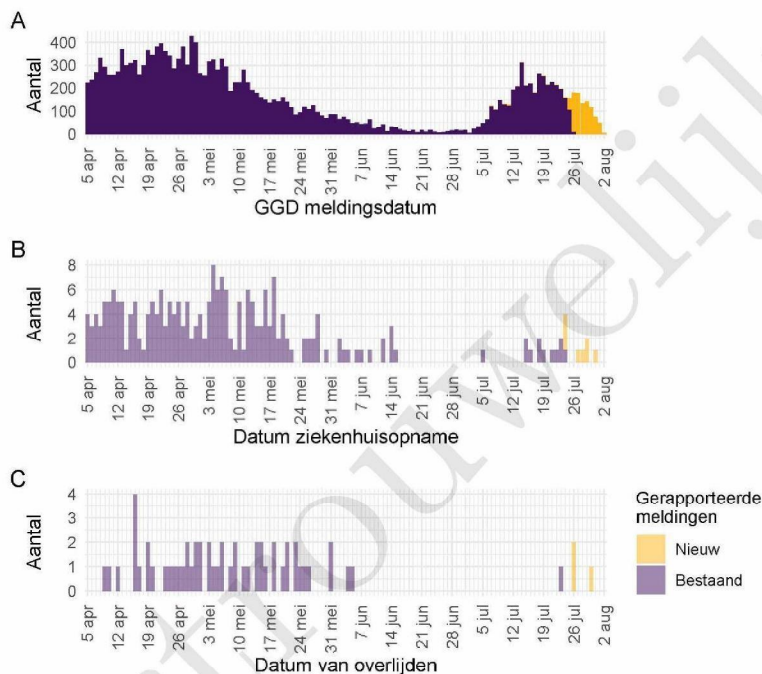 A
Aantal
400
300
200
100
0
5 apr
12 apr
19 apr
26 apr
3 mei
10 mei
17 mei
24 mei
31 mei
7 jun
14 jun
21 jun
28 jun
5 jul
12 jul
19 jul
26 jul
2 aug
GGD meldingsdatum
B
Aantal
8
6
4
2
0
5 apr
12 apr
19 apr
26 apr
3 mei
10 mei
17 mei
24 mei
31 mei
7 jun
14 jun
21 jun
28 jun
5 jul
12 jul
19 jul
26 jul
2 aug
Datum ziekenhuisopname
C
Aantal
4
3
2
1
0
5 apr
12 apr
19 apr
26 apr
3 mei
10 mei
17 mei
24 mei
31 mei
7 jun
14 jun
21 jun
28 jun
5 jul
12 jul
19 jul
26 jul
2 aug
Datum van overlijden
Gerapporteerde
meldingen
Nieuw
Bestaand
trouwelij